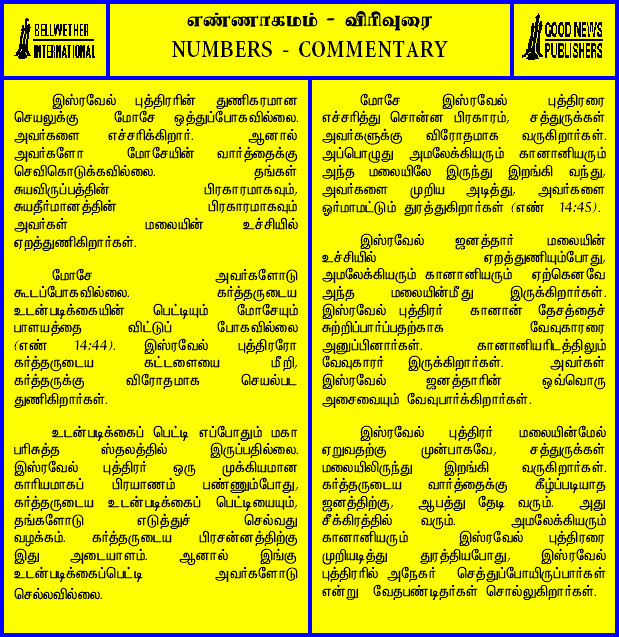 BELLWETHER
INTERNATIONAL
எண்ணாகமம் - விரிவுரை
NUMBERS - COMMENTARY
GOOD NEWS
PUBLISHERS
இஸ்ரவேல் புத்திரரின் துணிகரமான
செயலுக்கு மோசே ஒத்துப்போகவில்லை.
அவர்களை எச்சரிக்கிறார். ஆனால்
அவர்களோ மோசேயின் வார்த்தைக்கு
செவிகொடுக்கவில்லை. தங்கள்
சுயவிருப்பத்தின் பிரகாரமாகவும்,
சுயதீர்மானத்தின் பிரகாரமாகவும்
அவர்கள் மலையின் உச்சியில்
ஏறத்துணிகிறார்கள்.
மோசே அவர்களோடு
கூடப்போகவில்லை. கர்த்தருடைய
உடன்படிக்கையின் பெட்டியும் மோசேயும்
பாளயத்தை விட்டுப் போகவில்லை
(எண் 14:44). இஸ்ரவேல் புத்திரரோ
கர்த்தருடைய கட்டளையை மீறி,
கர்த்தருக்கு விரோதமாக செயல்பட
துணிகிறார்கள்.
உடன்படிக்கைப் பெட்டி எப்போதும் மகா
பரிசுத்த ஸ்தலத்தில் இருப்பதில்லை.
இஸ்ரவேல் புத்திரர் ஒரு முக்கியமான
காரியமாகப் பிரயாணம் பண்ணும்போது,
கர்த்தருடைய உடன்படிக்கைப் பெட்டியையும்,
தங்களோடு எடுத்துச் செல்வது
வழக்கம். கர்த்தருடைய பிரசன்னத்திற்கு
இது அடையாளம். ஆனால் இங்கு
உடன்படிக்கைப்பெட்டி அவர்களோடு
செல்லவில்லை.
மோசே இஸ்ரவேல் புத்திரரை
எச்சரித்து சொன்ன பிரகாரம், சத்துருக்கள்
அவர்களுக்கு விரோதமாக வருகிறார்கள்.
அப்பொழுது அமலேக்கியரும் கானானியரும்
அந்த மலையிலே இருந்து இறங்கி வந்து,
அவர்களை முறிய அடித்து, அவர்களை
ஓர்மாமட்டும் துரத்துகிறார்கள் (எண் 14:45).
இஸ்ரவேல் ஜனத்தார் மலையின்
உச்சியில் ஏறத்துணியும்போது,
அமலேக்கியரும் கானானியரும் ஏற்கெனவே
அந்த மலையின்மீது இருக்கிறார்கள்.
இஸ்ரவேல் புத்திரர் கானான் தேசத்தைச்
சுற்றிப்பார்ப்பதற்காக வேவுகாரரை
அனுப்பினார்கள். கானானியரிடத்திலும்
வேவுகாரர் இருக்கிறார்கள். அவர்கள்
இஸ்ரவேல் ஜனத்தாரின் ஒவ்வொரு
அசைவையும் வேவுபார்க்கிறார்கள்.
இஸ்ரவேல் புத்திரர் மலையின்மேல்
ஏறுவதற்கு முன்பாகவே, சத்துருக்கள்
மலையிலிருந்து இறங்கி வருகிறார்கள்.
கர்த்தருடைய வார்த்தைக்கு கீழ்ப்படியாத
ஜனத்திற்கு, ஆபத்து தேடி வரும். அது
சீக்கிரத்தில் வரும். அமலேக்கியரும்
கானானியரும் இஸ்ரவேல் புத்திரரை
முறியடித்து துரத்தியபோது, இஸ்ரவேல்
புத்திரரில் அநேகர் செத்துப்போயிருப்பார்கள்
என்று வேதபண்டிதர்கள் சொல்லுகிறார்கள்.